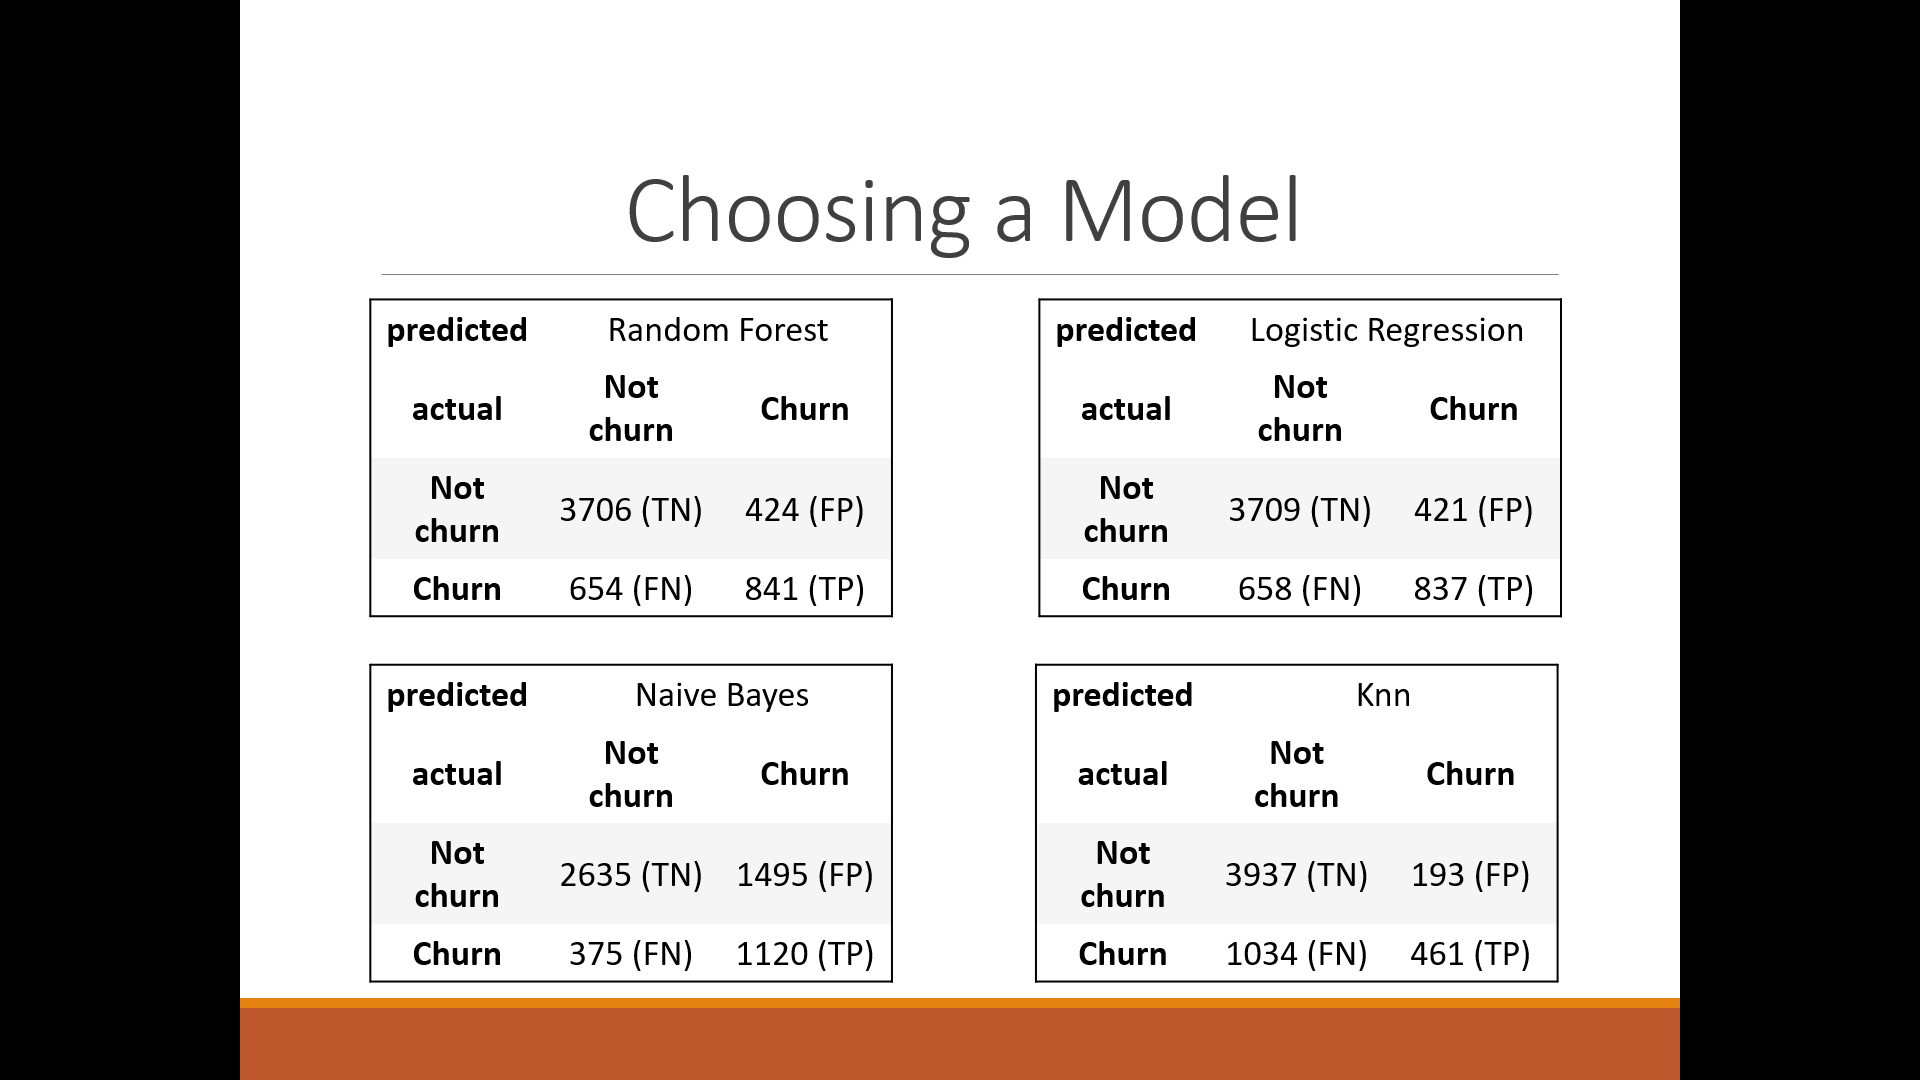 Choosing a Model
predicted Random Forest
actual Not churn Churn
Not churn 3706 (TN) 424 (FP)
Churn 654 (FN) 841 (TP)
predicted Logistic Regression
actual Not churn Churn
Not churn 3709 (TN) 421 (FP)
Churn 658 (FN) 837 (TP)
predicted Naive Bayes
actual Not churn Churn
Not churn 2635 (TN) 1495 (FP)
Churn 375 (FN) 1120 (TP)
predicted Knn
actual Not churn Churn
Not churn 3937 (TN) 193 (FP)
Churn 1034 (FN) 461 (TP)